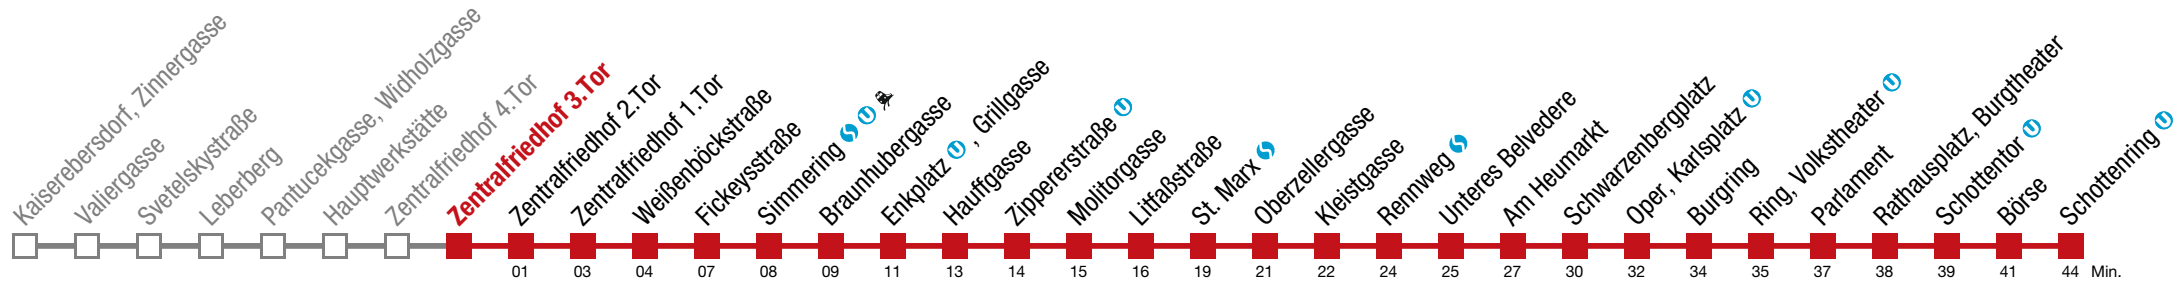 Kaiserebersdorf, Zinnergasse
Valiergasse
Svetelskystraße
Leberberg
Pantucekgasse, Widholzgasse
Hauptwerkstätte
Zentralfriedhof 4.Tor
Zentralfriedhof 3.Tor
Zentralfriedhof 2.Tor
Zentralfriedhof 1.Tor
Weißenböckstraße
Fickeysstraße
Simmering S U
Braunhubergasse
Enkplatz U , Grillgasse
Hauffgasse
Zippererstraße U
Molitorgasse
Litfaßstraße
St. Marx S
Oberzellergasse
Kleistgasse
Rennweg S
Unteres Belvedere
Am Heumarkt
Schwarzenbergplatz
Oper, Karlsplatz U
Burgring
Ring, Volkstheater U
Parlament
Rathausplatz, Burgtheater
Schottentor U
Börse
Schottenring U
01 03 04 07 08 09 11 13 14 15 16 19 21 22 24 25 27 30 32 34 35 37 38 39 41 44 Min.